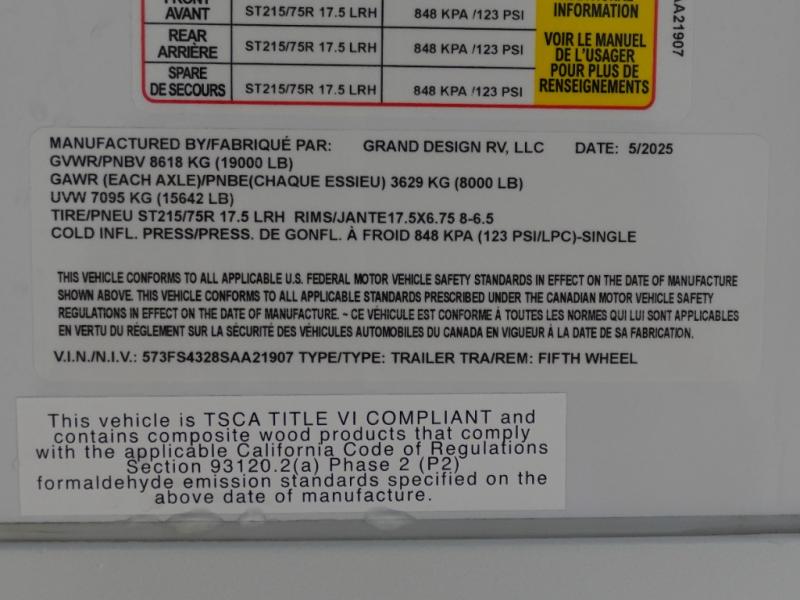 FRONT
AVANT
ST215/75R 17.5 LRH
848 KPA /123 PSI
REAR
ARRIÈRE
ST215/75R 17.5 LRH
848 KPA /123 PSI
SPARE
DE SECOURS
ST215/75R 17.5 LRH
848 KPA /123 PSI
INFORMATION
VOIR LE MANUEL
DE L'USAGER
POUR PLUS DE
RENSEIGNEMENTS
AA21907
MANUFACTURED BY/FABRIQUÉ PAR: GRAND DESIGN RV, LLC DATE: 5/2025
GVWR/PNBV 8618 KG (19000 LB)
GAWR (EACH AXLE)/PNBE(CHAQUE ESSIEU) 3629 KG (8000 LB)
UVW 7095 KG (15642 LB)
TIRE/PNEU ST215/75R 17.5 LRH RIMS/JANTE17.5X6.75 8-6.5
COLD INFL. PRESS/PRESS. DE GONFL. À FROID 848 KPA (123 PSI/LPC)-SINGLE
THIS VEHICLE CONFORMS TO ALL APPLICABLE U.S. FEDERAL MOTOR VEHICLE SAFETY STANDARDS IN EFFECT ON THE DATE OF MANUFACTURE
SHOWN ABOVE. THIS VEHICLE CONFORMS TO ALL APPLICABLE STANDARDS PRESCRIBED UNDER THE CANADIAN MOTOR VEHICLE SAFETY
REGULATIONS IN EFFECT ON THE DATE OF MANUFACTURE. ~ CE VÉHICULE EST CONFORME À TOUTES LES NORMES QUI LUI SONT APPLICABLES
EN VERTU DU RÉGLEMENT SUR LA SÉCURITÉ DES VÉHICULES AUTOMOBILES DU CANADA EN VIGUEUR À LA DATE DE SA FABRICATION.
V.I.N./N.I.V.: 573FS4328SAA21907 TYPE/TYPE: TRAILER TRA/REM: FIFTH WHEEL
This vehicle is TSCA TITLE VI COMPLIANT and
contains composite wood products that comply
with the applicable California Code of Regulations
Section 93120.2(a) Phase 2 (P2)
formaldehyde emission standards specified on the
above date of manufacture.